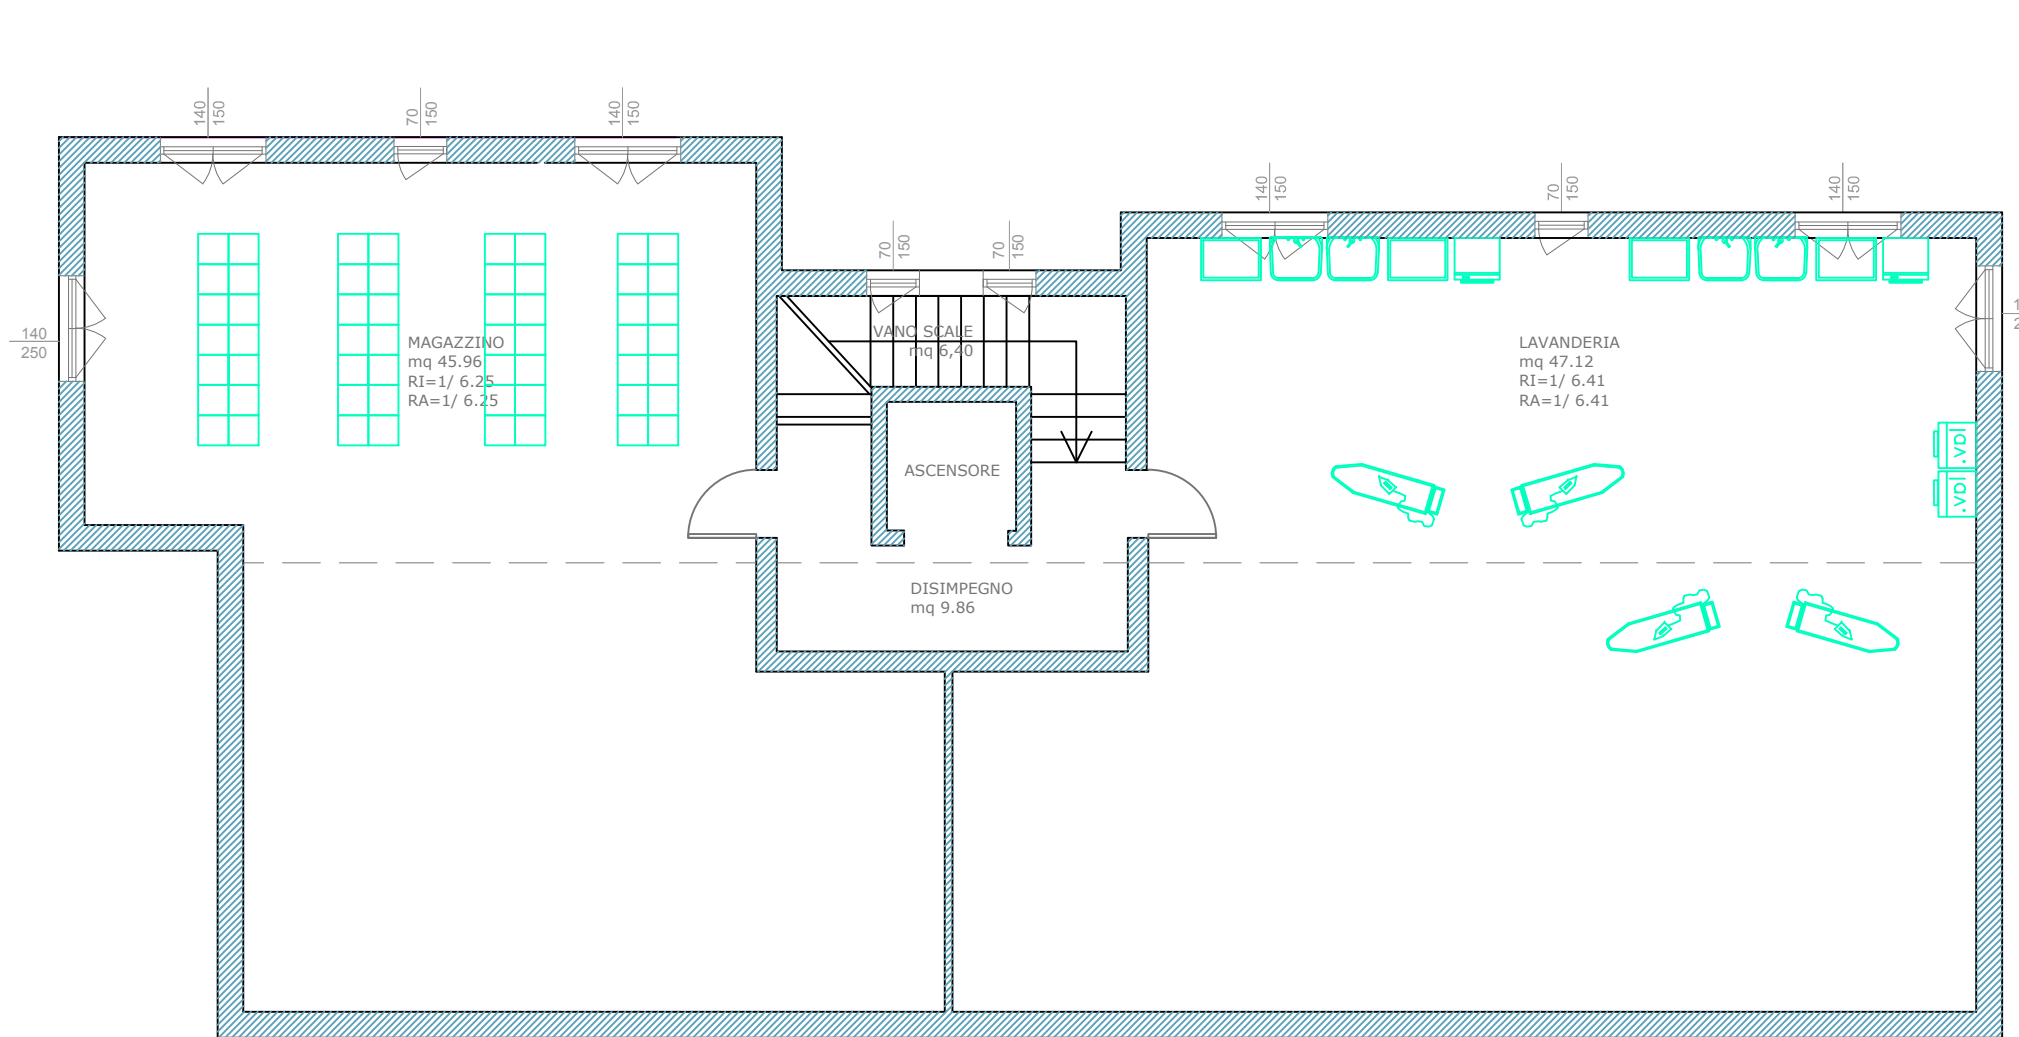 140
150
70
150
140
150
140
150
70
150
140
150
70
150
70
150
140
250
MAGAZZINO
mq 45.96
RI=1/ 6.25
RA=1/ 6.25
VANO SCALE
mq 6,40
LAVANDERIA
mq 47.12
RI=1/ 6.41
RA=1/ 6.41
ASCENSORE
lav.
lav.
DISIMPEGNO
mq 9.86